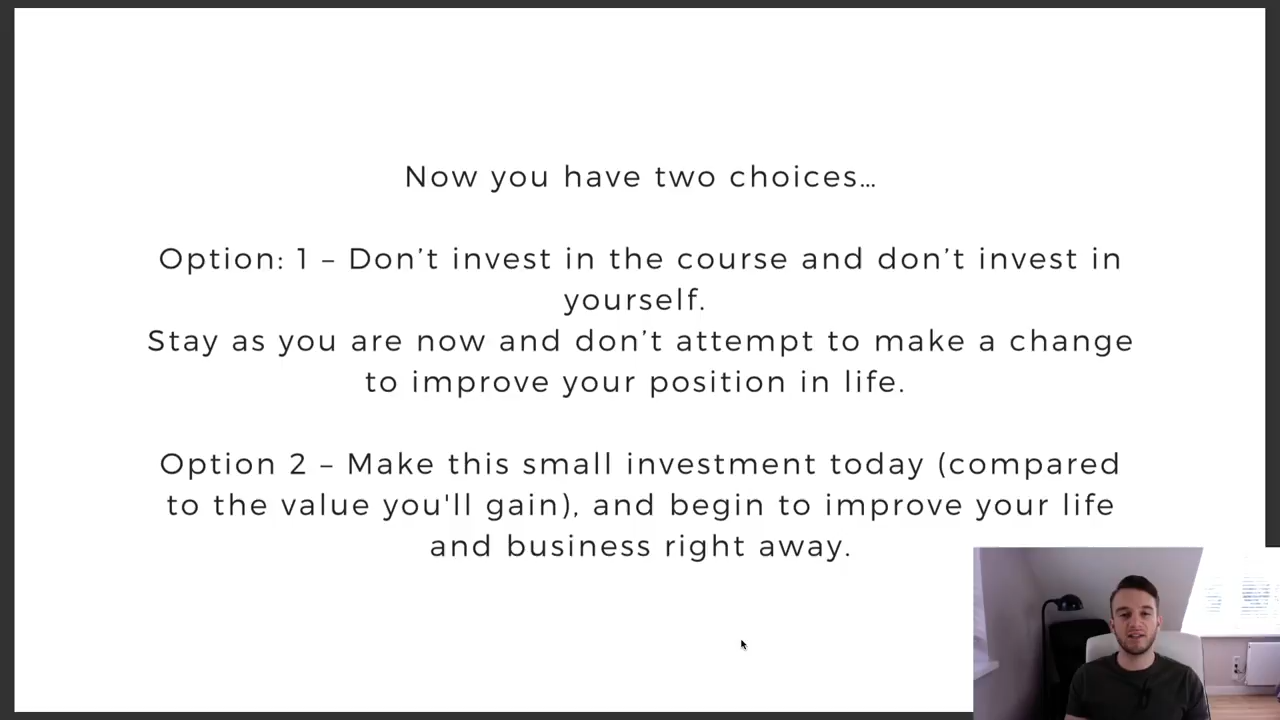 Now you have two choices…
Option: 1 – Don’t invest in the course and don’t invest in
yourself.
Stay as you are now and don’t attempt to make a change
to improve your position in life.
Option 2 – Make this small investment today (compared
to the value you'll gain), and begin to improve your life
and business right away.